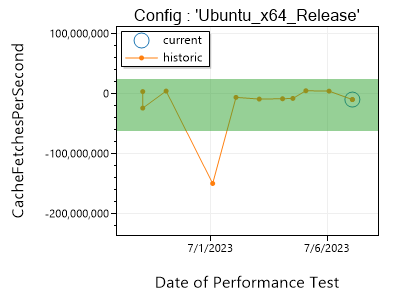 Config : 'Ubuntu_x64_Release'
current
historic
CacheFetchesPerSecond
100,000,000
0
-100,000,000
-200,000,000
7/1/2023
7/6/2023
Date of Performance Test